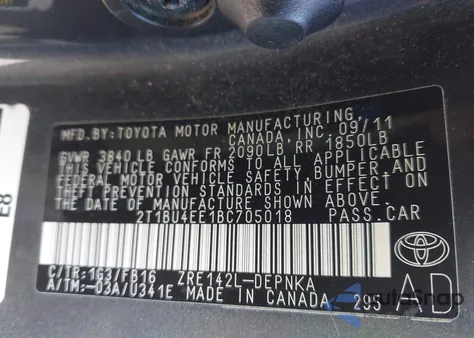 MFD. BY: TOYOTA MOTOR MANUFACTURING
CANADA, INC. 09/11
GVWR 3840 LB GAWR FR 2090LB RR 1850LB
THIS VEHICLE CONFORMS TO ALL APPLICABLE
FEDERAL MOTOR VEHICLE SAFETY, BUMPER, AND
THEFT PREVENTION STANDARDS IN EFFECT ON
THE DATE OF MANUFACTURE SHOWN ABOVE.
2T1BU4EE1BC705018 PASS. CAR
C/TR: 1G3/FB16 ZRE142L-DEPNKA
A/TM: -03A/U341E MADE IN CANADA 295
AD
E8
AutoSnap